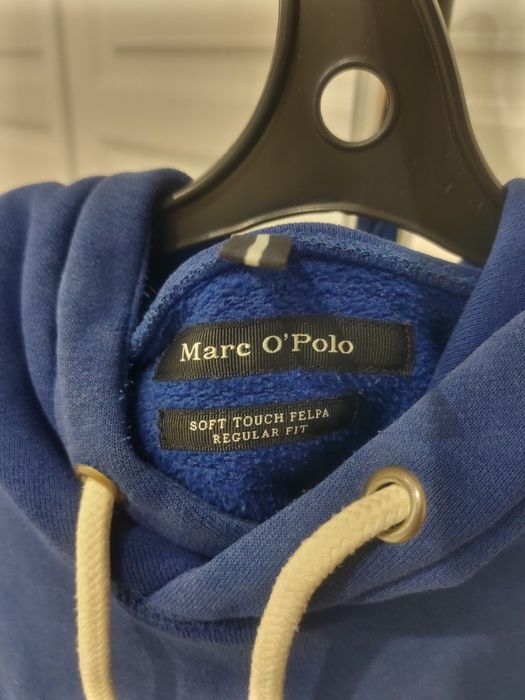 Marc O'Polo
SOFT TOUCH FELPA
REGULAR FIT